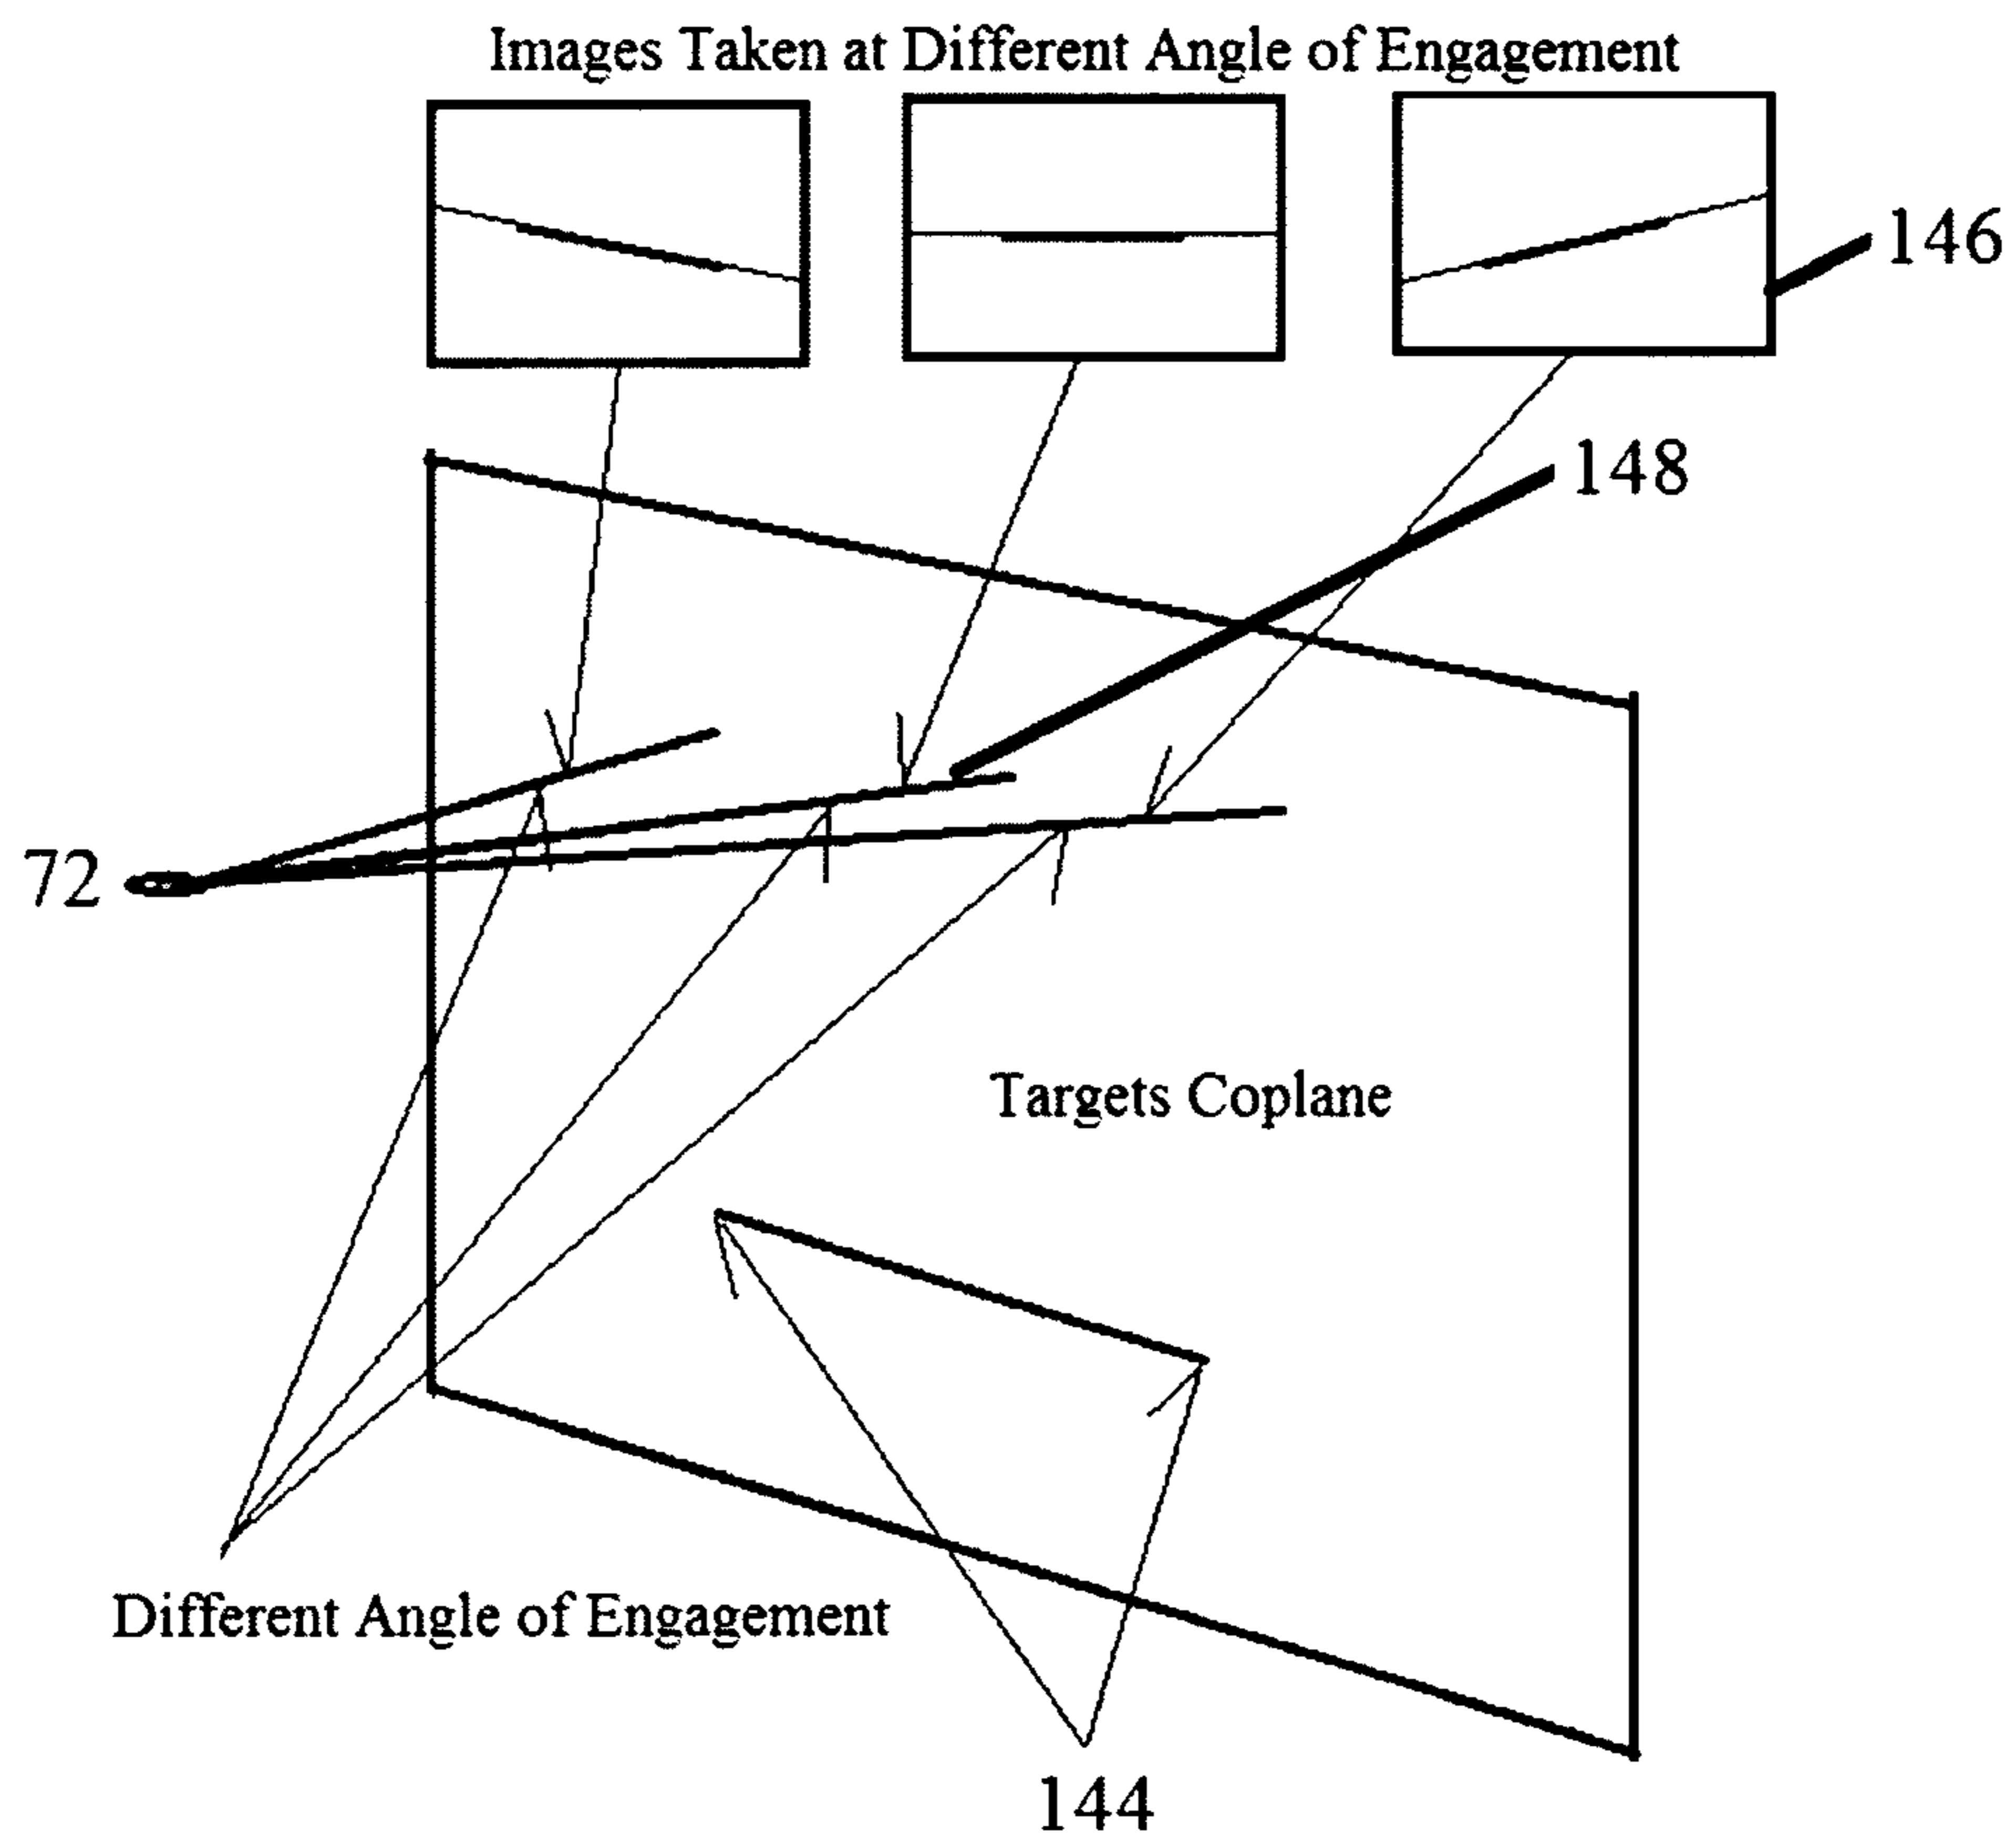 Images Taken at Different Angle of Engagement
146
148
72
Targets Coplane
Different Angle of Engagement
144